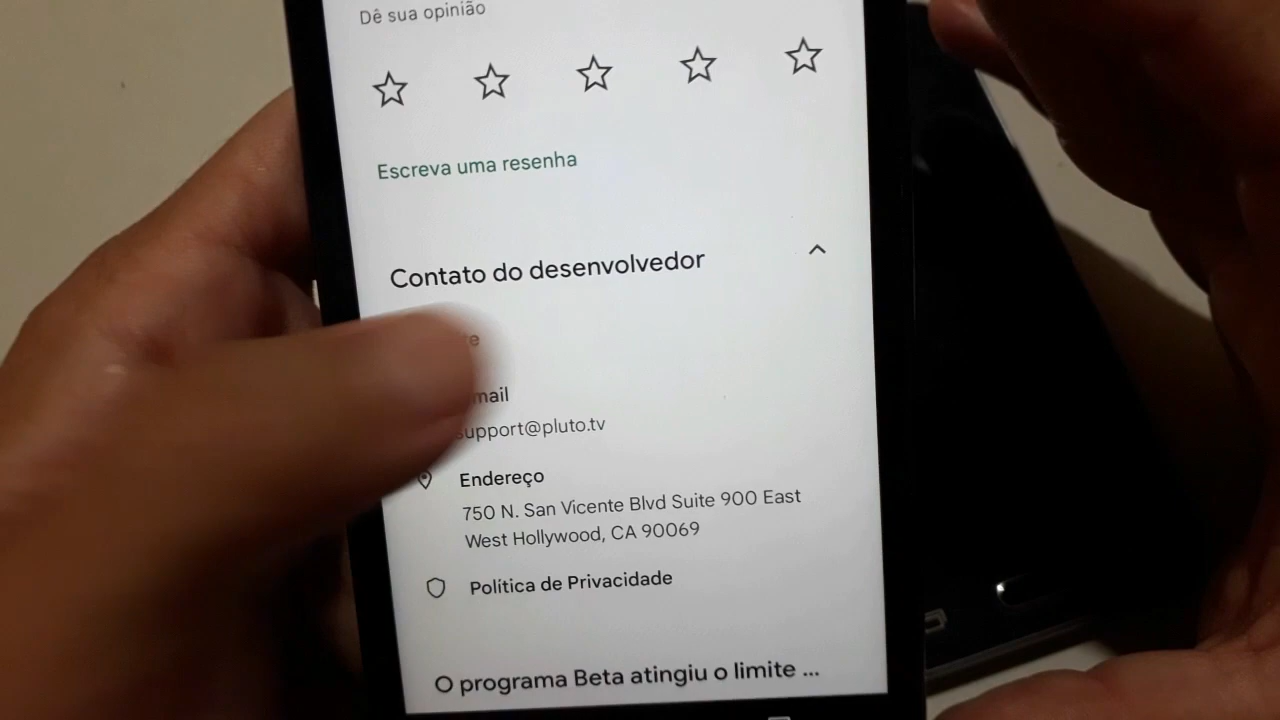 Dê sua opinião
Escreva uma resenha
Contato do desenvolvedor
support@pluto.tv
Endereço
750 N. San Vicente Blvd Suite 900 East
West Hollywood, CA 90069
Política de Privacidade
O programa Beta atingiu o limite ...